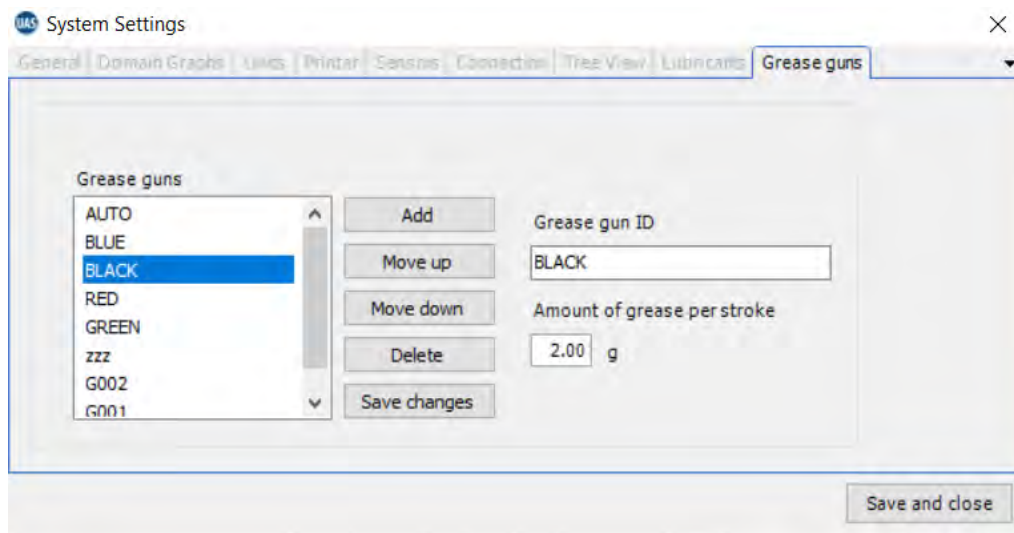 UAS System Settings
General Domain Graphs Units Printer Sensors Connection Tree View Lubricants Grease guns
Grease guns
AUTO
BLUE
BLACK
RED
GREEN
zzz
G002
G001
Add
Move up
Move down
Delete
Save changes
Grease gun ID
BLACK
Amount of grease per stroke
2.00 g
Save and close